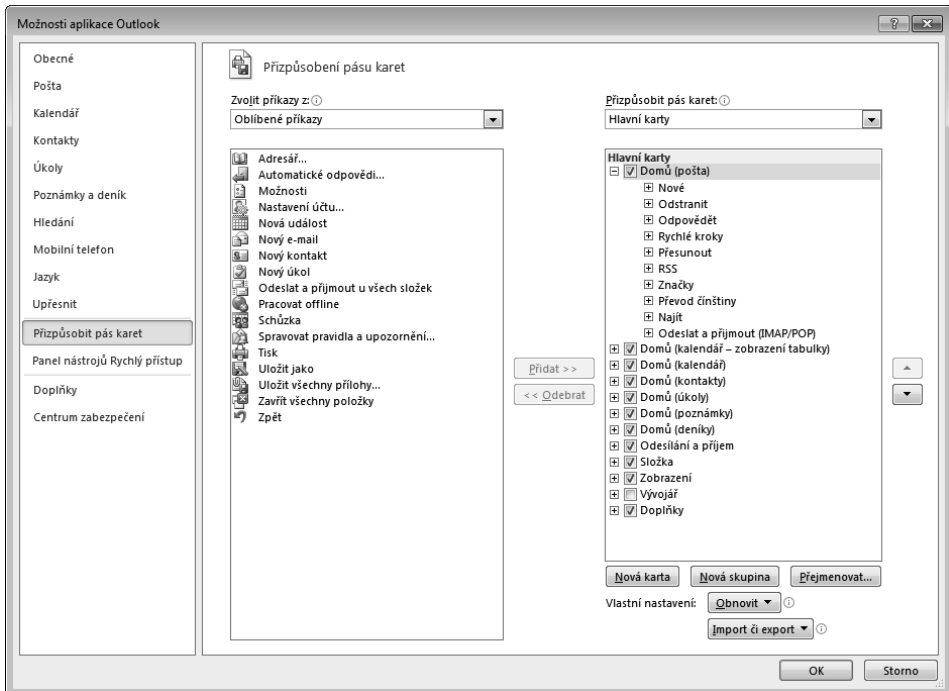 Možnosti aplikace Outlook
Obecné
Pošta
Kalendář
Kontakty
Úkoly
Poznámky a deník
Hledání
Mobilní telefon
Jazyk
Upřesnit
Přizpůsobit pás karet
Panel nástrojů Rychlý přístup
Doplňky
Centrum zabezpečení
Přizpůsobení pásu karet
Zvolit příkazy z:
Oblíbené příkazy
Adresář...
Automatické odpovědi...
Možnosti
Nastavení účtu...
Nová událost
Nový e-mail
Nový kontakt
Nový úkol
Odeslat a přijmout u všech složek
Pracovat offline
Schůzka
Spravovat pravidla a upozornění...
Tisk
Uložit jako
Uložit všechny přílohy...
Zavřít všechny položky
Zpět
Přidat >>
<< Odebrat
Přizpůsobit pás karet:
Hlavní karty
Hlavní karty
Domů (pošta)
Nové
Odstranit
Odpovědět
Rychlé kroky
Přesunout
RSS
Značky
Převod čínštiny
Najít
Odeslat a přijmout (IMAP/POP)
Domů (kalendář – zobrazení tabulky)
Domů (kalendář)
Domů (kontakty)
Domů (úkoly)
Domů (poznámky)
Domů (deníky)
Odesílání a příjem
Složka
Zobrazení
Vývojář
Doplňky
Nová karta Nová skupina Přejmenovat...
Vlastní nastavení: Obnovit
Import či export
OK Storno